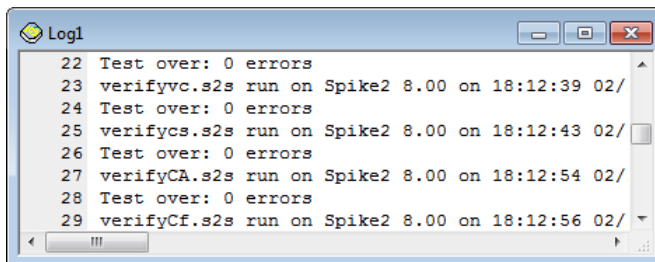 Log1
22 Test over: 0 errors
23 verifyvc.s2s run on Spike2 8.00 on 18:12:39 02/
24 Test over: 0 errors
25 verifycs.s2s run on Spike2 8.00 on 18:12:43 02/
26 Test over: 0 errors
27 verifyCA.s2s run on Spike2 8.00 on 18:12:54 02/
28 Test over: 0 errors
29 verifyCf.s2s run on Spike2 8.00 on 18:12:56 02/